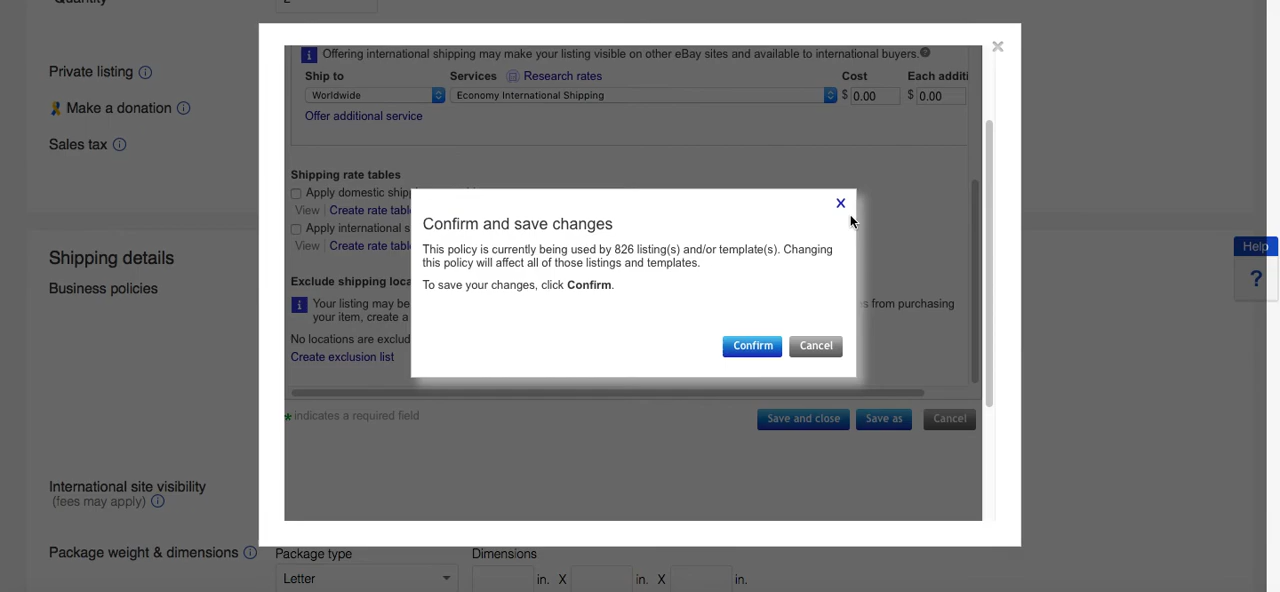 Quantity
Private listing
Make a donation
Sales tax
Offering international shipping may make your listing visible on other eBay sites and available to international buyers.
Ship to Services Research rates Cost Each additi
Worldwide Economy International Shipping $ 0.00 $ 0.00
Offer additional service
Shipping rate tables
Apply domestic
View | Create rate
Apply international
View | Create rate
Exclude shipping
Your listing may be from purchasing
your item, create a
No locations are
Create exclusion list
X
Confirm and save changes
This policy is currently being used by 826 listing(s) and/or template(s). Changing
this policy will affect all of those listings and templates.
To save your changes, click Confirm.
Confirm Cancel
* indicates a required field
Save and close Save as Cancel
Shipping details
Business policies
Help
?
International site visibility
(fees may apply)
Package weight & dimensions
Package type Dimensions
Letter in. X in. X in.